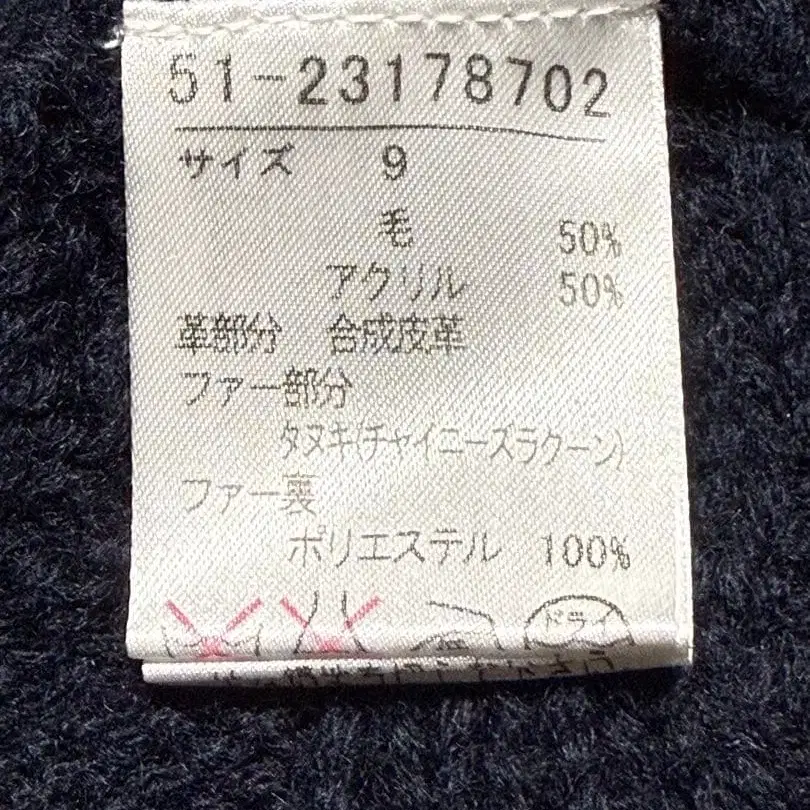 51-23178702
サイズ 9
毛 50%
アクリル 50%
革部分 合成皮革
ファー部分
タヌキ(チャイニーズラクーン)
ファー裏
ポリエステル 100%
ドライ